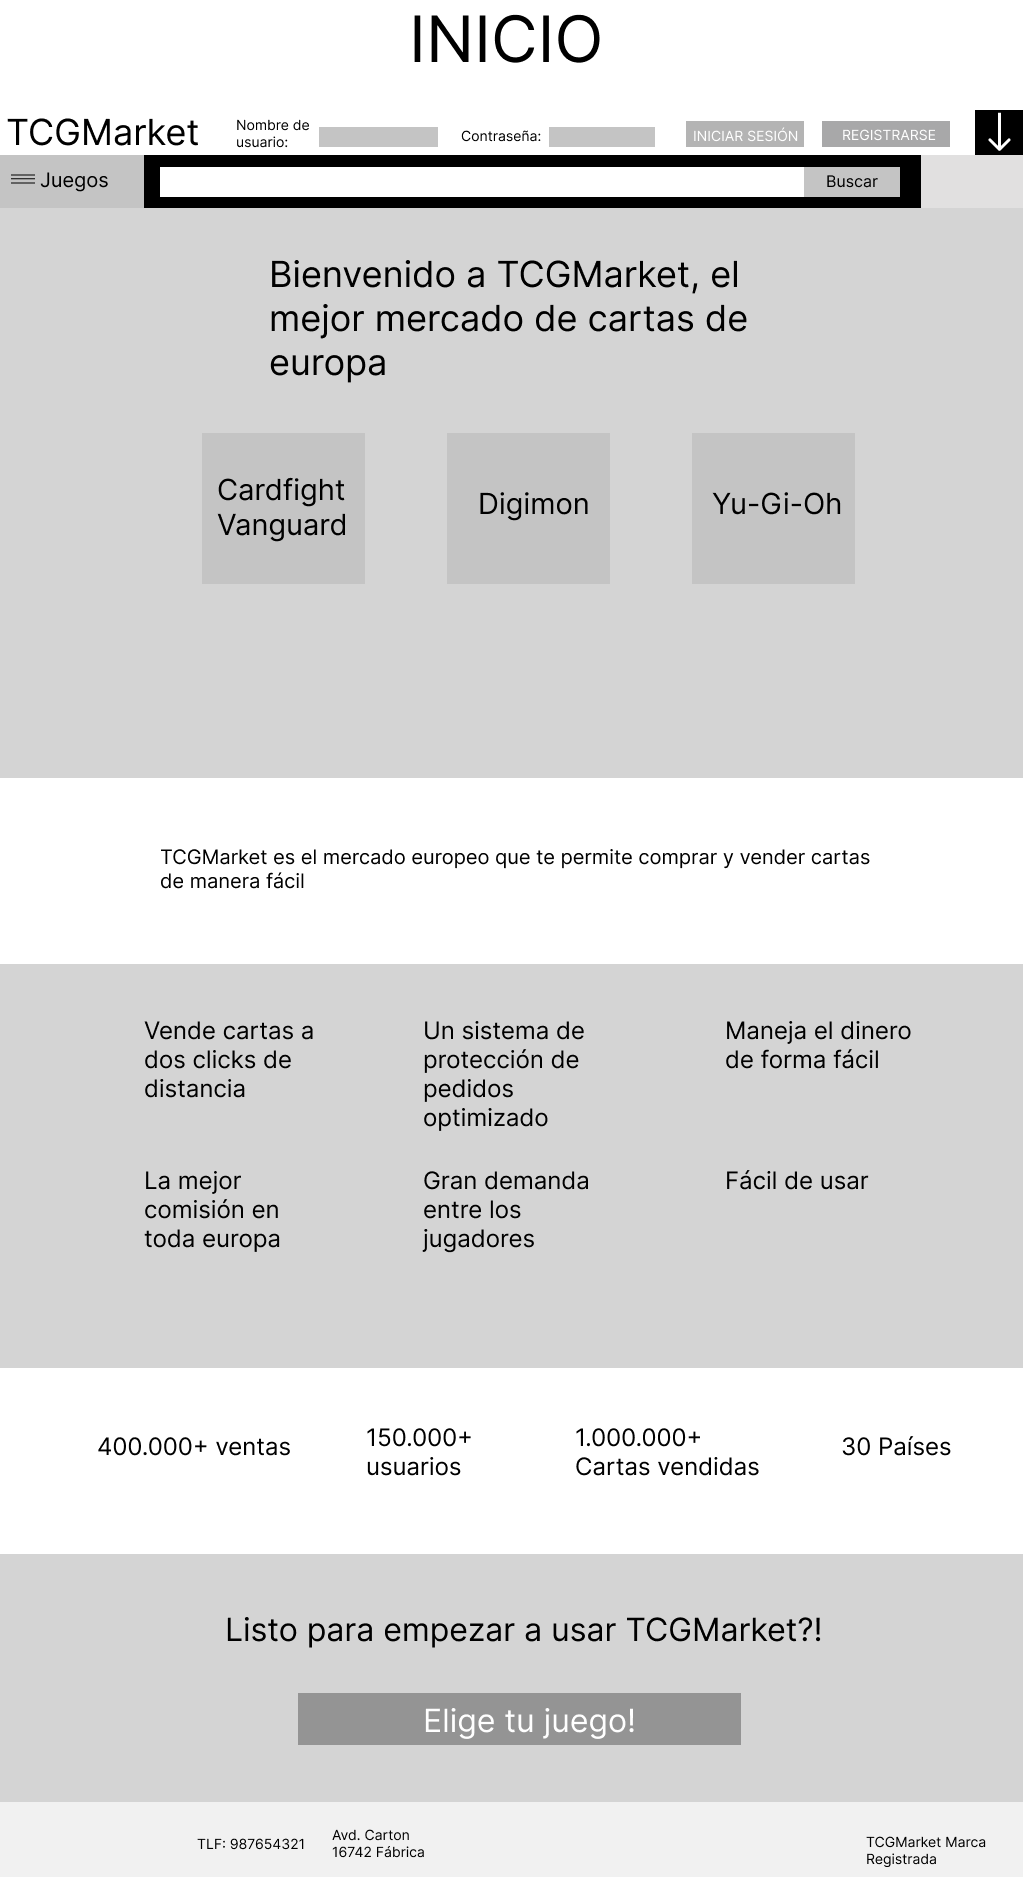 INICIO
TCGMarket
Nombre de
usuario:
Contraseña:
INICIAR SESIÓN
REGISTRARSE
Juegos
Buscar
Bienvenido a TCGMarket, el
mejor mercado de cartas de
europa
Cardfight
Vanguard
Digimon
Yu-Gi-Oh
TCGMarket es el mercado europeo que te permite comprar y vender cartas
de manera fácil
Vende cartas a
dos clicks de
distancia
Un sistema de
protección de
pedidos
optimizado
Maneja el dinero
de forma fácil
La mejor
comisión en
toda europa
Gran demanda
entre los
jugadores
Fácil de usar
400.000+ ventas
150.000+
usuarios
1.000.000+
Cartas vendidas
30 Países
Listo para empezar a usar TCGMarket?!
Elige tu juego!
TLF: 987654321
Avd. Carton
16742 Fábrica
TCGMarket Marca
Registrada